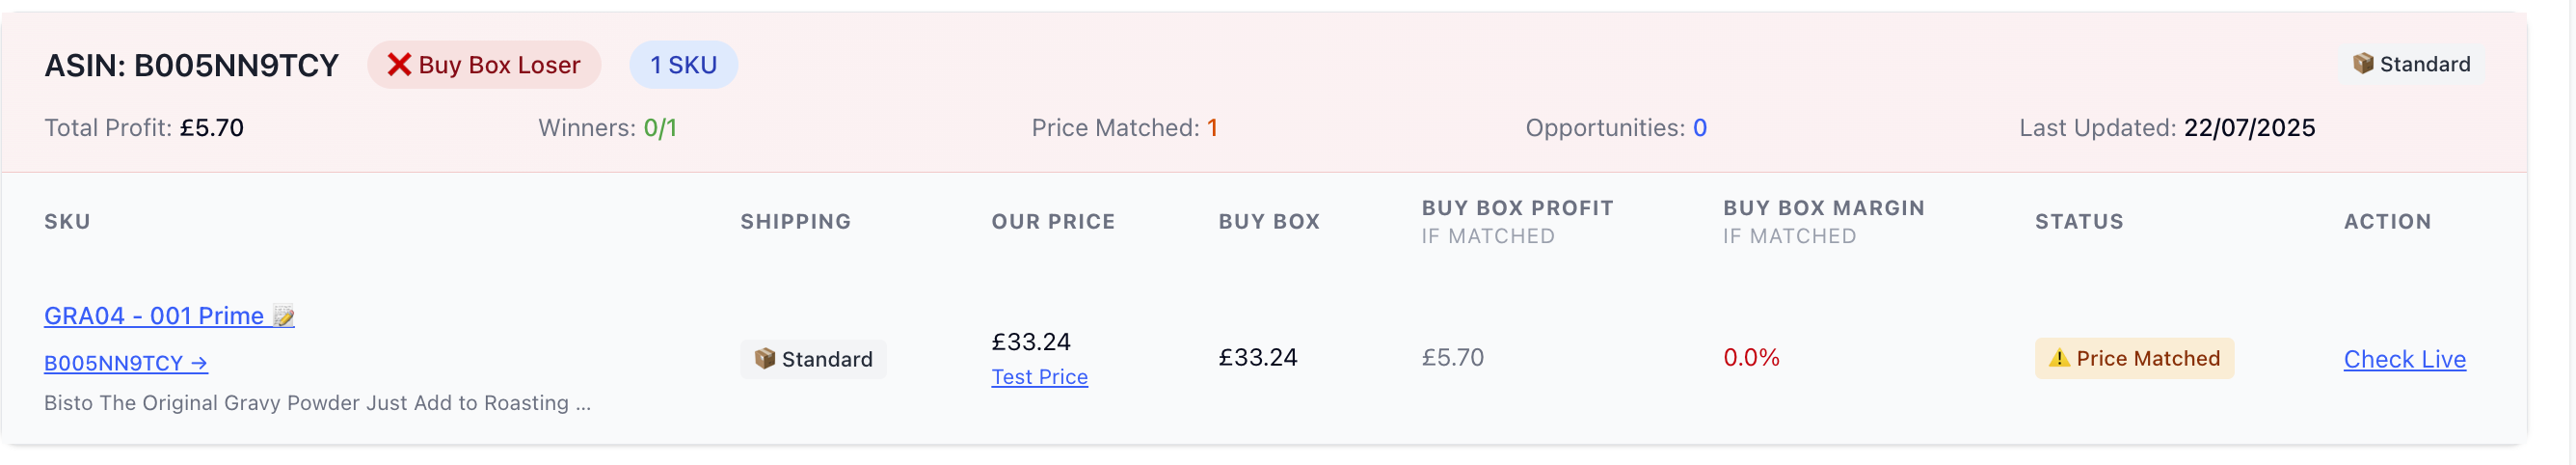 ASIN: B005NN9TCY ❌ Buy Box Loser 1 SKU 📦 Standard
Total Profit: £5.70 Winners: 0/1 Price Matched: 1 Opportunities: 0 Last Updated: 22/07/2025
SKU SHIPPING OUR PRICE BUY BOX BUY BOX PROFIT IF MATCHED BUY BOX MARGIN IF MATCHED STATUS ACTION
GRA04 - 001 Prime 📝
B005NN9TCY →
Bisto The Original Gravy Powder Just Add to Roasting ...
📦 Standard
£33.24
Test Price
£33.24
£5.70
0.0%
⚠️ Price Matched
Check Live